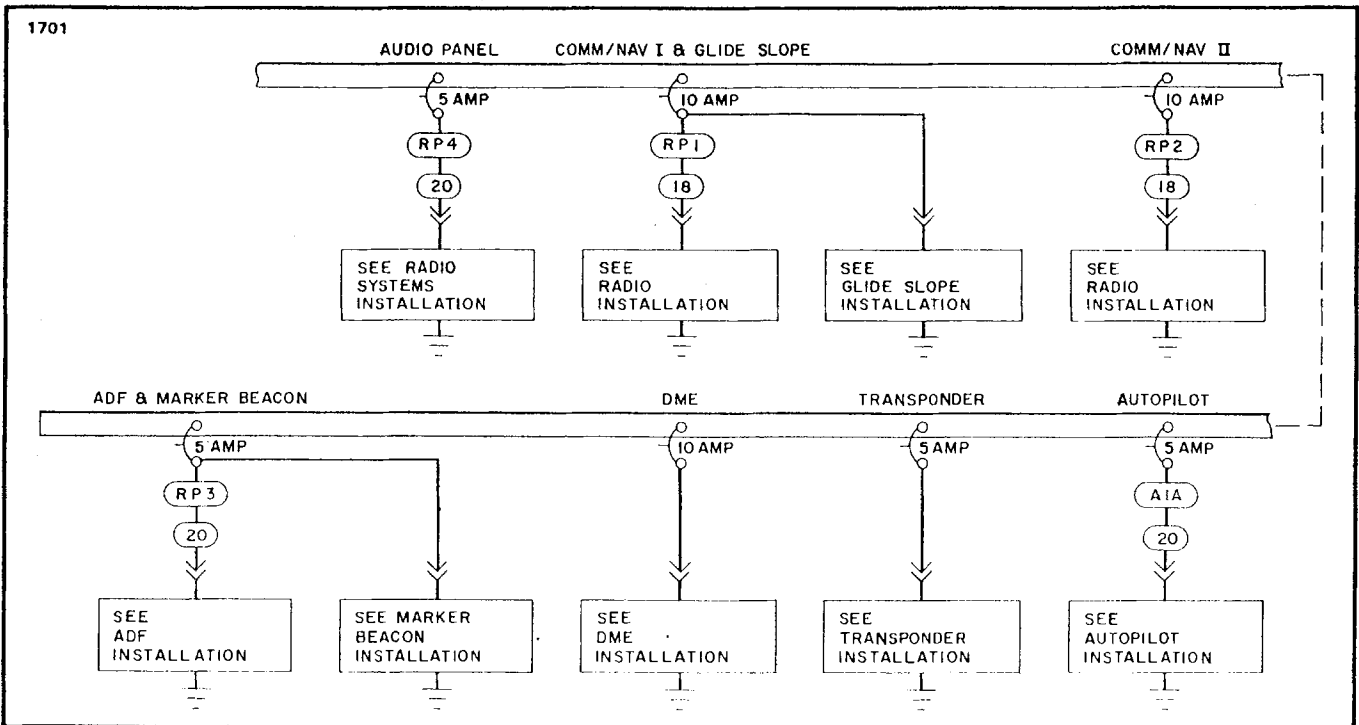 1701
AUDIO PANEL
COMM/NAV I & GLIDE SLOPE
COMM/NAV II
5 AMP
10 AMP
10 AMP
RP4
RP1
RP2
20
18
18
SEE RADIO
SYSTEMS
INSTALLATION
SEE
RADIO
INSTALLATION
SEE
GLIDE SLOPE
INSTALLATION
SEE
RADIO
INSTALLATION
ADF & MARKER BEACON
DME
TRANSPONDER
AUTOPILOT
5 AMP
10 AMP
5 AMP
5 AMP
RP3
A1A
20
20
SEE
ADF
INSTALLATION
SEE MARKER
BEACON
INSTALLATION
SEE
DME
INSTALLATION
SEE
TRANSPONDER
INSTALLATION
SEE
AUTOPILOT
INSTALLATION